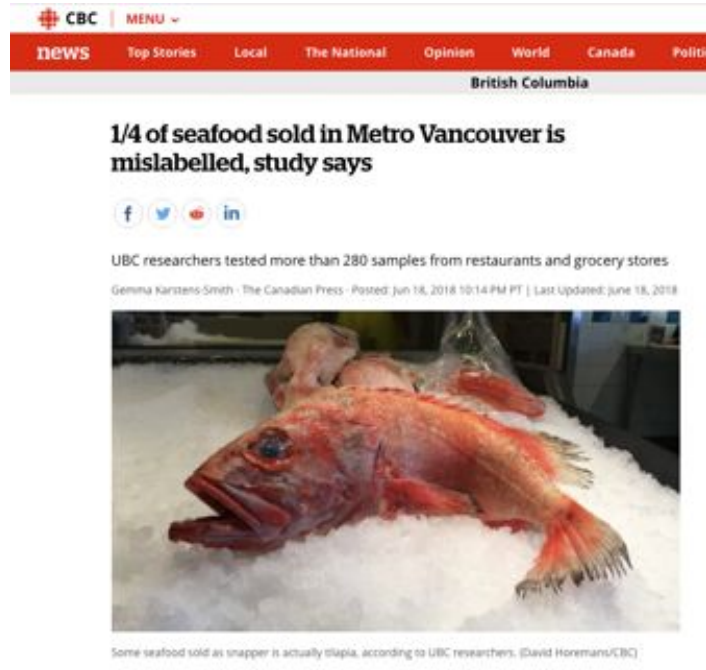 CBC MENU
news Top Stories Local The National Opinion World Canada
British Columbia
1/4 of seafood sold in Metro Vancouver is
mislabelled, study says
f in
UBC researchers tested more than 280 samples from restaurants and grocery stores
Gemma Karstens-Smith · The Canadian Press · Posted: Jun 18, 2018 10:14 PM PT | Last Updated: June 18, 2018
Some seafood sold as snapper is actually tilapia, according to UBC researchers. (David Horemans/CBC)